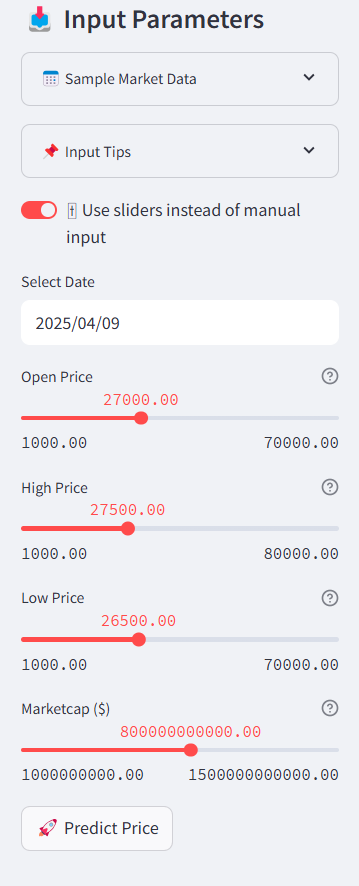 Input Parameters
Sample Market Data
Input Tips
Use sliders instead of manual
input
Select Date
2025/04/09
Open Price
27000.00
1000.00 70000.00
High Price
27500.00
1000.00 80000.00
Low Price
26500.00
1000.00 70000.00
Marketcap ($)
800000000000.00
1000000000.00 1500000000000.00
Predict Price